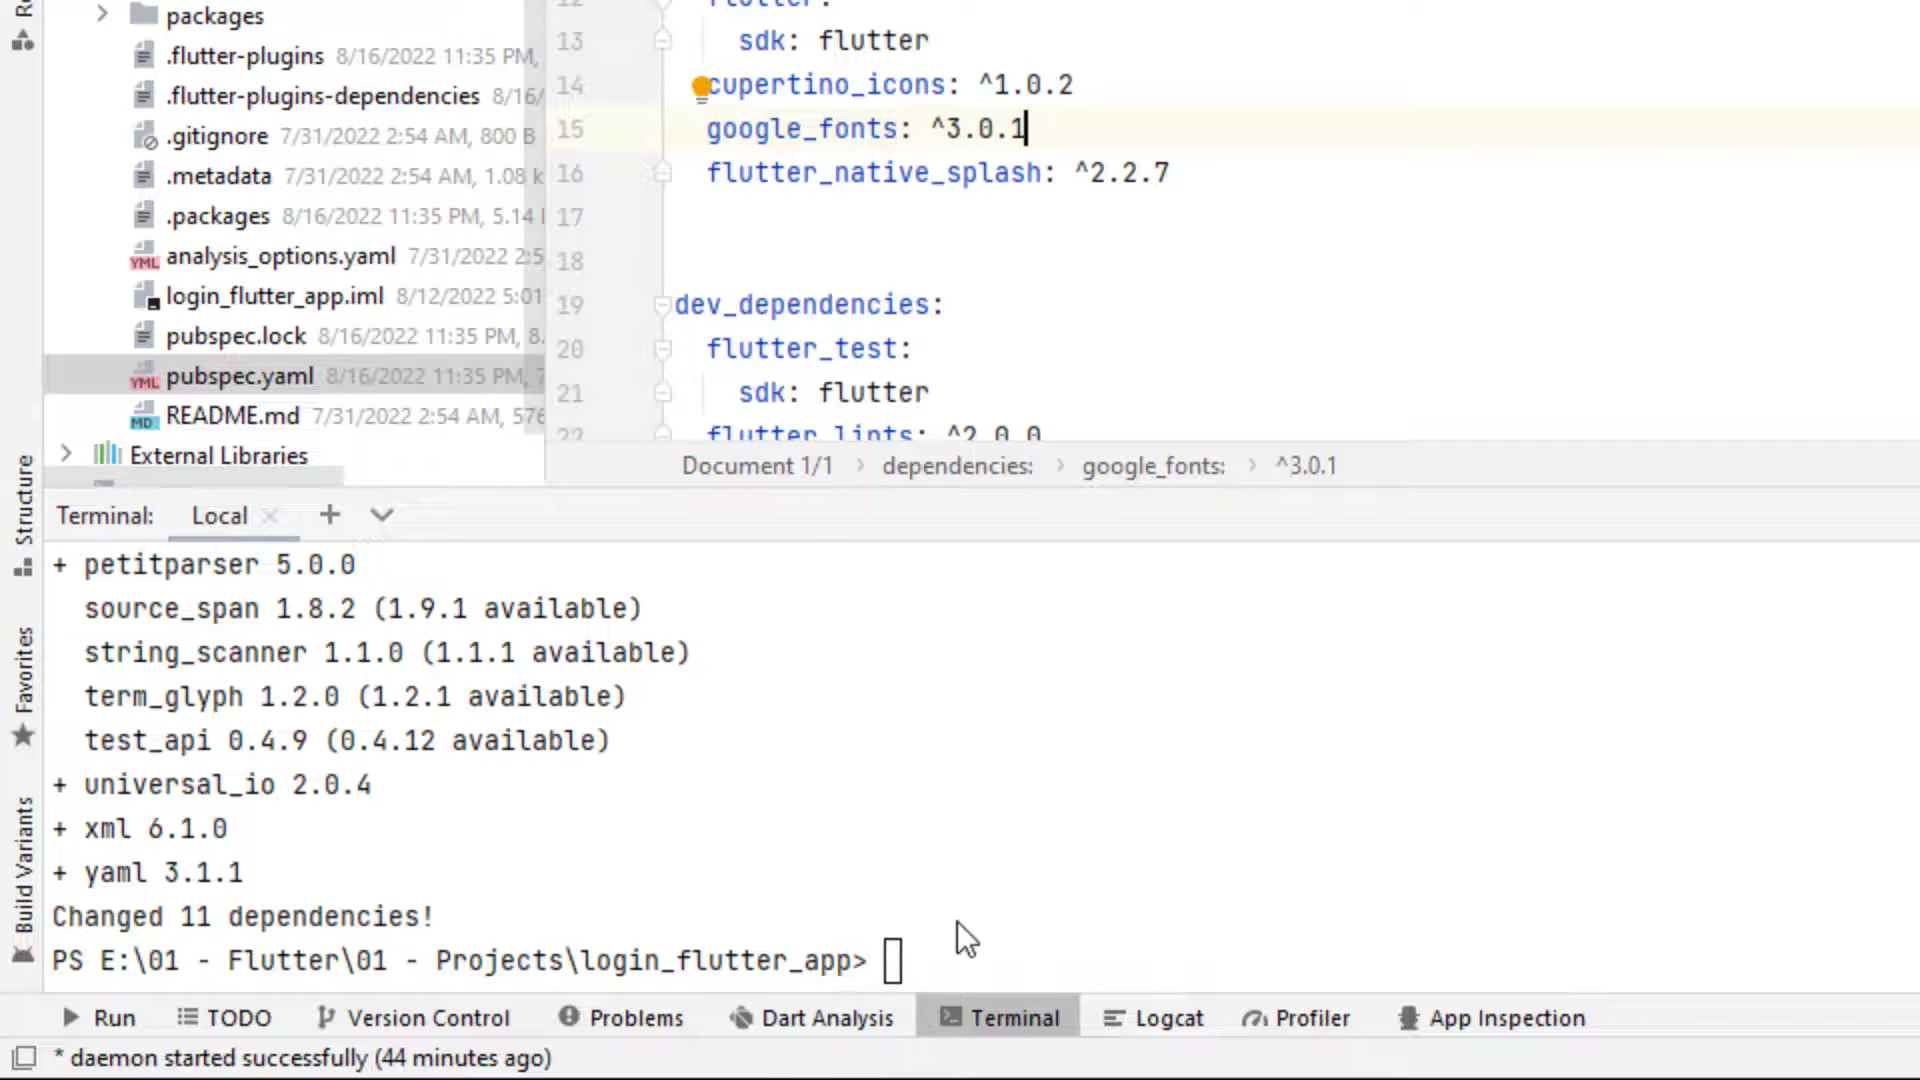 packages
.flutter-plugins 8/16/2022 11:35 PM,
.flutter-plugins-dependencies 8/16/
.gitignore 7/31/2022 2:54 AM, 800 B
.metadata 7/31/2022 2:54 AM, 1.08 k
.packages 8/16/2022 11:35 PM, 5.14
analysis_options.yaml 7/31/2022 2:5
login_flutter_app.iml 8/12/2022 5:01
pubspec.lock 8/16/2022 11:35 PM, 8.
pubspec.yaml 8/16/2022 11:35 PM, 7
README.md 7/31/2022 2:54 AM, 576
External Libraries
12 flutter:
13 sdk: flutter
14 cupertino_icons: ^1.0.2
15 google_fonts: ^3.0.1
16 flutter_native_splash: ^2.2.7
17
18
19 dev_dependencies:
20 flutter_test:
21 sdk: flutter
22 flutter_lints: ^2.0.0
Document 1/1 › dependencies: › google_fonts: › ^3.0.1
Structure
Favorites
Build Variants
Terminal: Local
+ petitparser 5.0.0
source_span 1.8.2 (1.9.1 available)
string_scanner 1.1.0 (1.1.1 available)
term_glyph 1.2.0 (1.2.1 available)
test_api 0.4.9 (0.4.12 available)
+ universal_io 2.0.4
+ xml 6.1.0
+ yaml 3.1.1
Changed 11 dependencies!
PS E:\01 - Flutter\01 - Projects\login_flutter_app>
Run TODO Version Control Problems Dart Analysis Terminal Logcat Profiler App Inspection
* daemon started successfully (44 minutes ago)